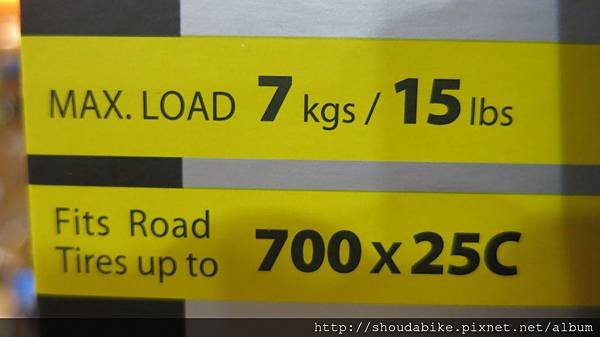 MAX. LOAD 7 kgs / 15 lbs
Fits Road
Tires up to 700 x 25C
http://shoudabike.pixnet.net/album